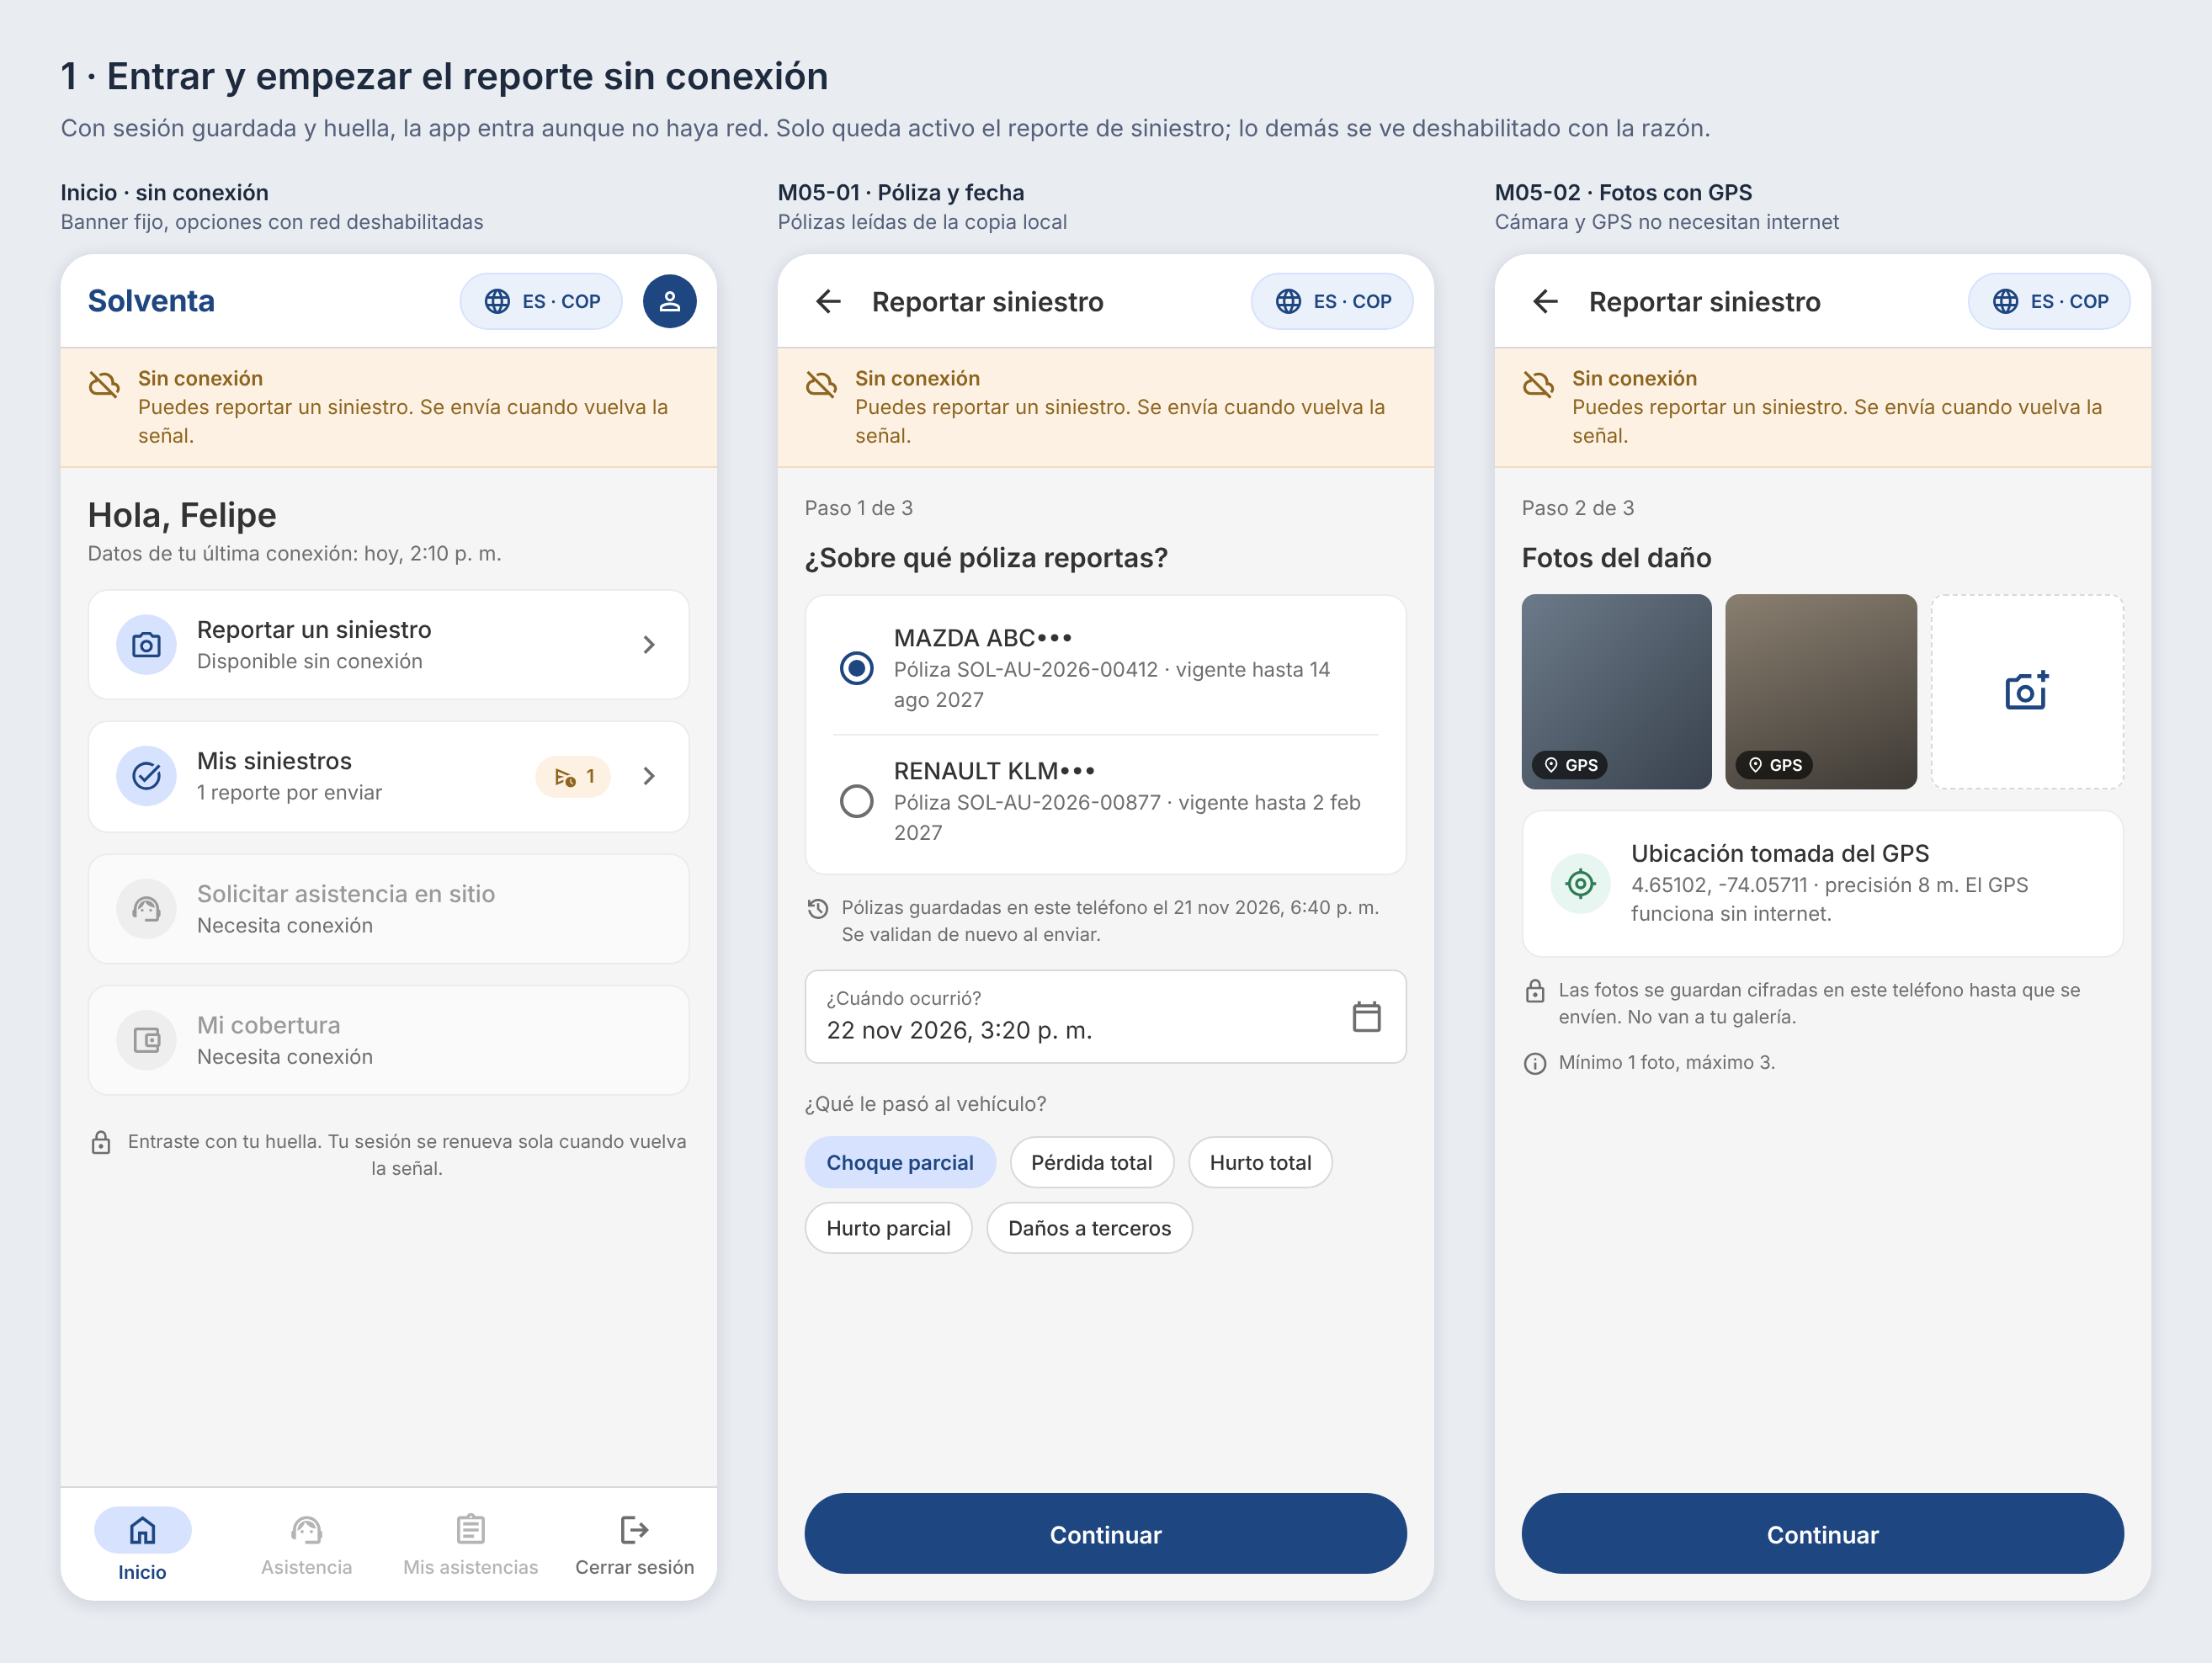 1 · Entrar y empezar el reporte sin conexión
Con sesión guardada y huella, la app entra aunque no haya red. Solo queda activo el reporte de siniestro; lo demás se ve deshabilitado con la razón.
Inicio · sin conexión
Banner fijo, opciones con red deshabilitadas
Solventa
ES · COP
Sin conexión
Puedes reportar un siniestro. Se envía cuando vuelva la
señal.
Hola, Felipe
Datos de tu última conexión: hoy, 2:10 p. m.
Reportar un siniestro
Disponible sin conexión
Mis siniestros
1 reporte por enviar
1
Solicitar asistencia en sitio
Necesita conexión
Mi cobertura
Necesita conexión
Entraste con tu huella. Tu sesión se renueva sola cuando vuelva
la señal.
Inicio
Asistencia
Mis asistencias
Cerrar sesión
M05-01 · Póliza y fecha
Pólizas leídas de la copia local
Reportar siniestro
ES · COP
Sin conexión
Puedes reportar un siniestro. Se envía cuando vuelva la
señal.
Paso 1 de 3
¿Sobre qué póliza reportas?
MAZDA ABC•••
Póliza SOL-AU-2026-00412 · vigente hasta 14
ago 2027
RENAULT KLM•••
Póliza SOL-AU-2026-00877 · vigente hasta 2 feb
2027
Pólizas guardadas en este teléfono el 21 nov 2026, 6:40 p. m.
Se validan de nuevo al enviar.
¿Cuándo ocurrió?
22 nov 2026, 3:20 p. m.
¿Qué le pasó al vehículo?
Choque parcial
Pérdida total
Hurto total
Hurto parcial
Daños a terceros
Continuar
M05-02 · Fotos con GPS
Cámara y GPS no necesitan internet
Reportar siniestro
ES · COP
Sin conexión
Puedes reportar un siniestro. Se envía cuando vuelva la
señal.
Paso 2 de 3
Fotos del daño
GPS
GPS
Ubicación tomada del GPS
4.65102, -74.05711 · precisión 8 m. El GPS
funciona sin internet.
Las fotos se guardan cifradas en este teléfono hasta que se
envíen. No van a tu galería.
Mínimo 1 foto, máximo 3.
Continuar